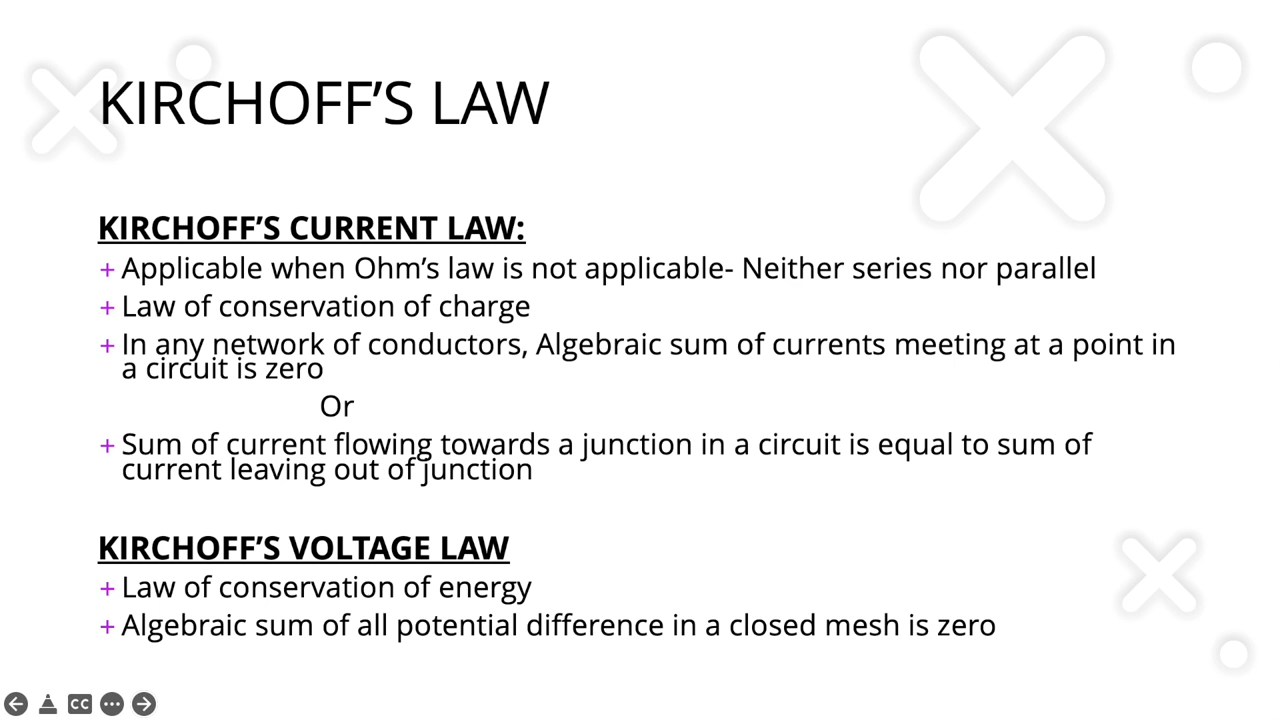 KIRCHOFF’S LAW
KIRCHOFF’S CURRENT LAW:
+ Applicable when Ohm’s law is not applicable- Neither series nor parallel
+ Law of conservation of charge
+ In any network of conductors, Algebraic sum of currents meeting at a point in
a circuit is zero
Or
+ Sum of current flowing towards a junction in a circuit is equal to sum of
current leaving out of junction
KIRCHOFF’S VOLTAGE LAW
+ Law of conservation of energy
+ Algebraic sum of all potential difference in a closed mesh is zero
CC